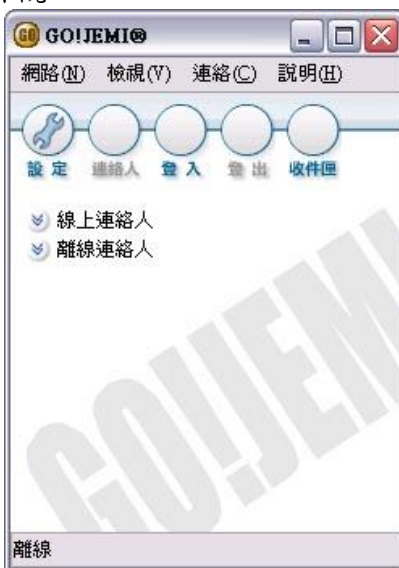 GO GO!JEMI®
網路(N) 檢視(V) 連絡(C) 說明(H)
設定 連絡人 登入 登出 收件匣
線上連絡人
離線連絡人
GO!JEMI
離線